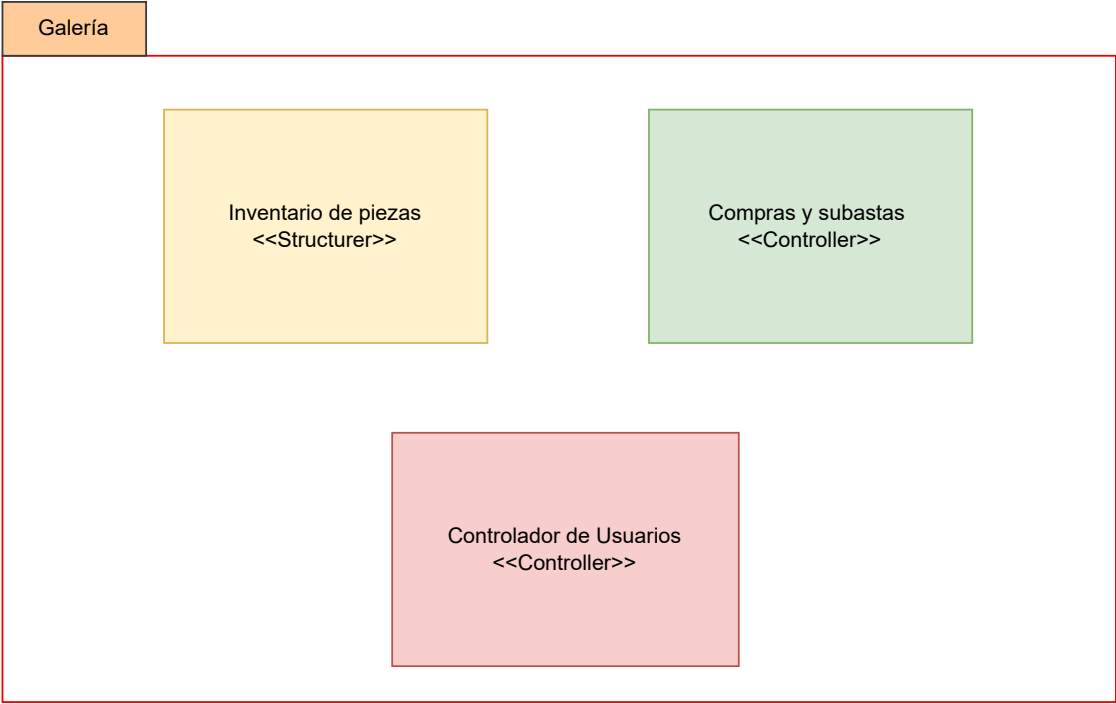 Galería
Inventario de piezas
<<Structurer>>
Compras y subastas
<<Controller>>
Controlador de Usuarios
<<Controller>>